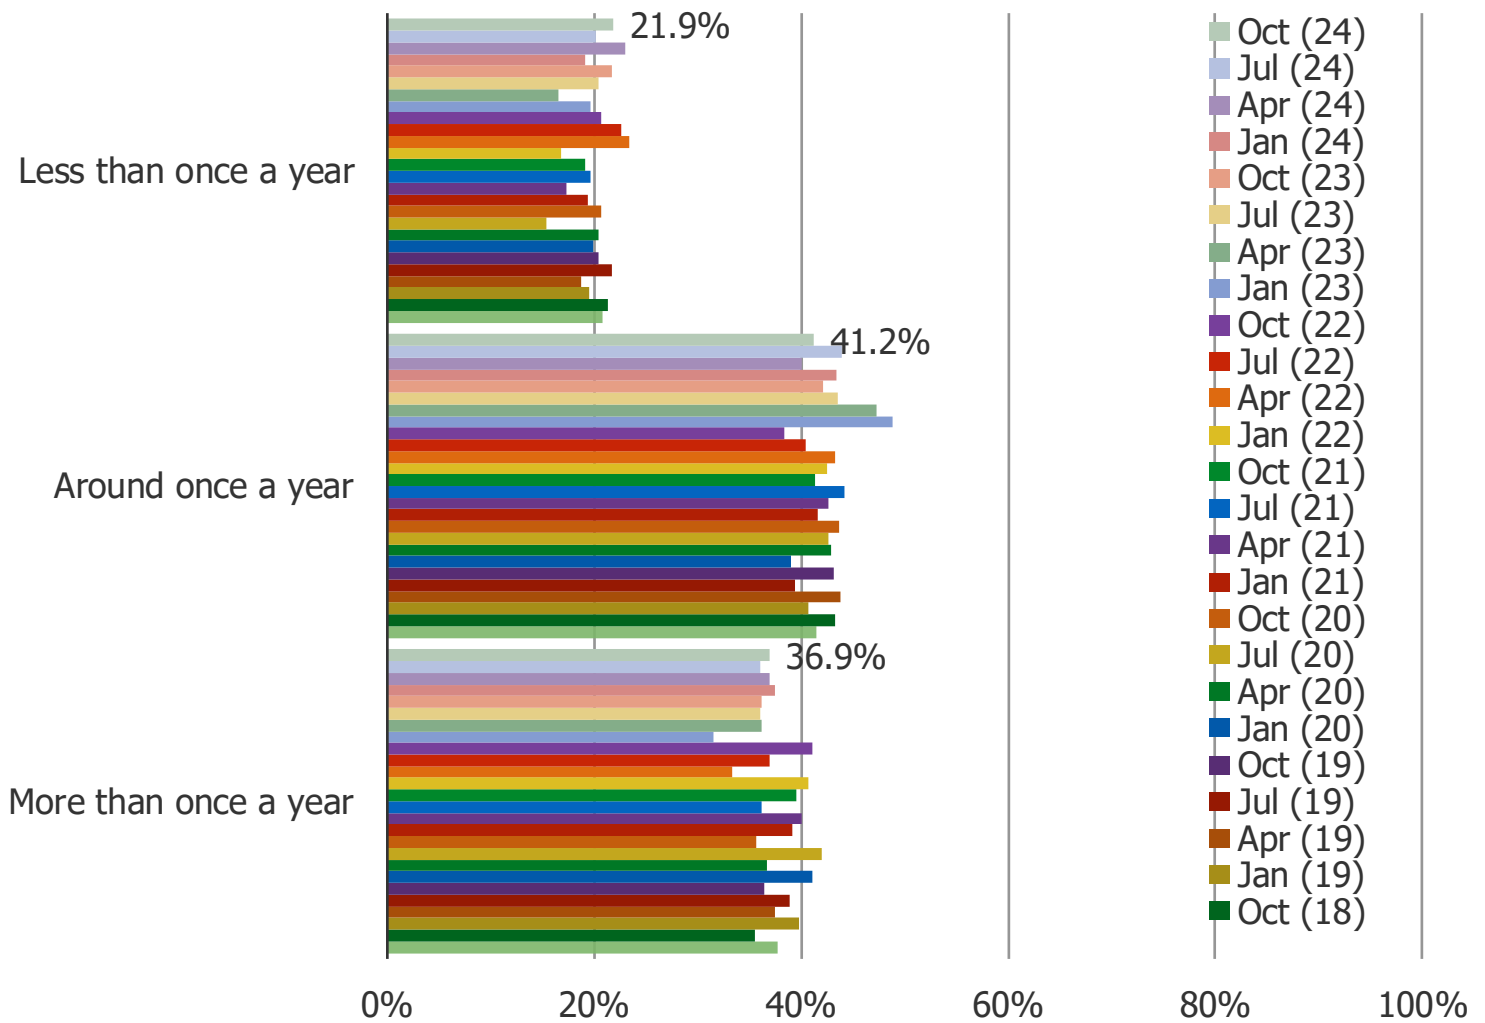 21.9%
Less than once a year
41.2%
Around once a year
36.9%
More than once a year
0%
20%
40%
60%
80%
100%
Oct (24)
Jul (24)
Apr (24)
Jan (24)
Oct (23)
Jul (23)
Apr (23)
Jan (23)
Oct (22)
Jul (22)
Apr (22)
Jan (22)
Oct (21)
Jul (21)
Apr (21)
Jan (21)
Oct (20)
Jul (20)
Apr (20)
Jan (20)
Oct (19)
Jul (19)
Apr (19)
Jan (19)
Oct (18)